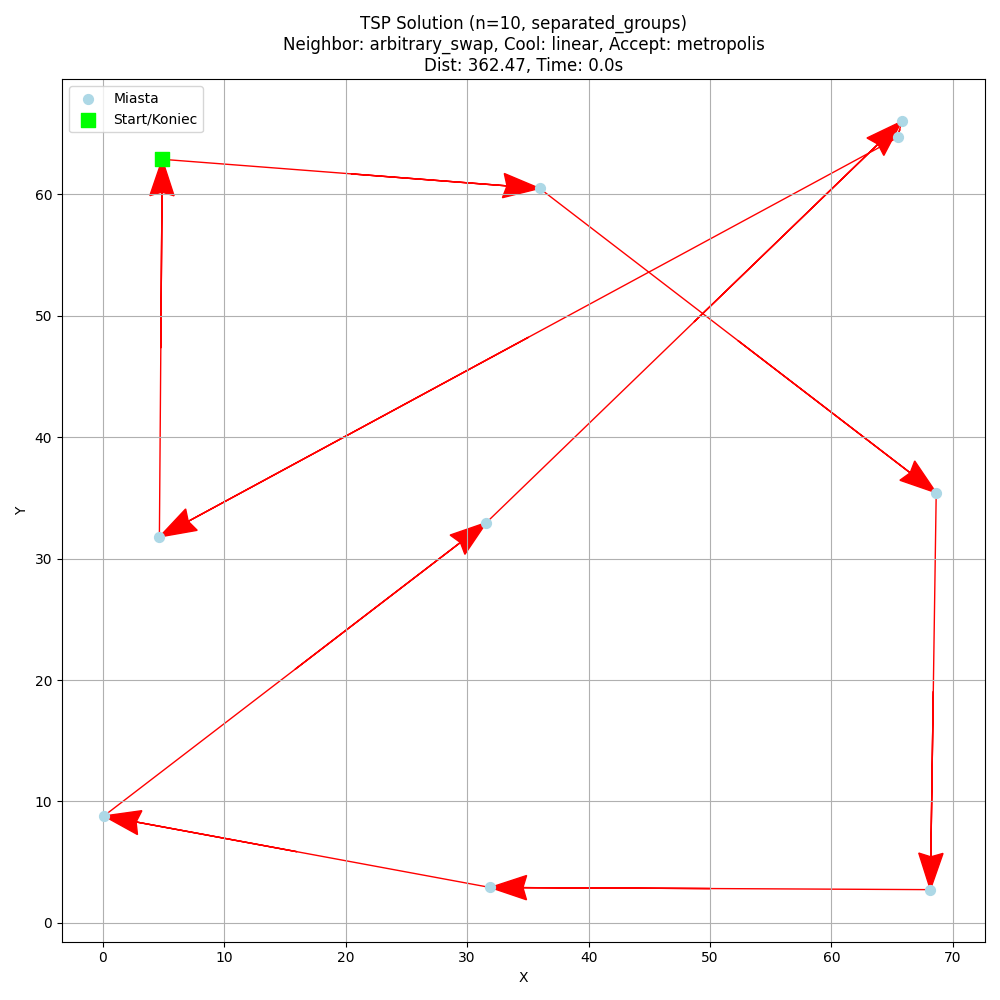 TSP Solution (n=10, separated_groups)
Neighbor: arbitrary_swap, Cool: linear, Accept: metropolis
Dist: 362.47, Time: 0.0s
Miasta
Start/Koniec
60
50
40
30
20
10
0
Y
0 10 20 30 40 50 60 70
X